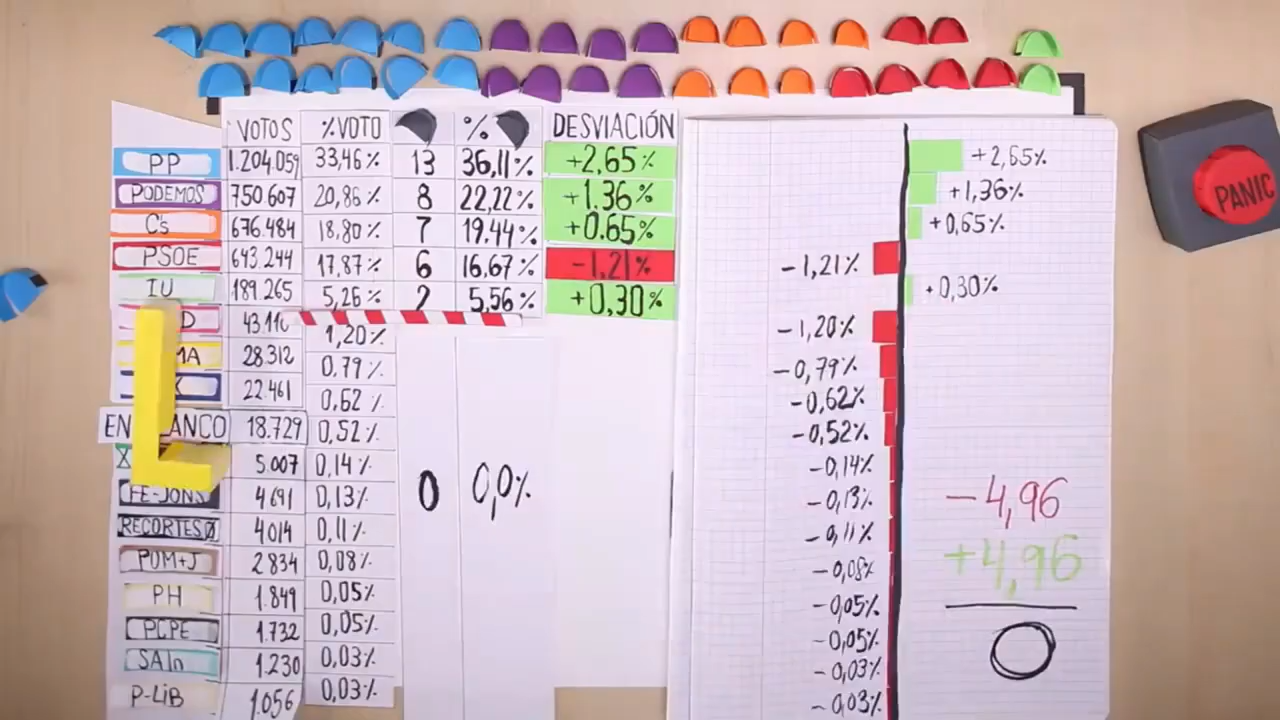 VOTOS %VOTO % DESVIACIÓN
PP 1.204.059 33,46% 13 36,11% +2,65% +2,65%
PODEMOS 750.607 20,86% 8 22,22% +1.36% +1,36%
C's 676.484 18,80% 7 19.44% +0.65% +0,65%
PSOE 643.244 17,87% 6 16,67% -1,21% -1,21%
IU 189.265 5,26% 2 5,56% +0,30% +0,30%
D 43.110 1,20% -1,20%
MA 28.312 0,79% -0,79%
22.461 0,62% -0,62%
EN BLANCO 18.729 0,52% -0,52%
5.007 0,14% -0,14%
FE-JONS 4691 0,13% 0 0,0% -0,13% -4,96
RECORTES Ø 4014 0,11% -0,11%
PUM+J 2834 0,08% -0,08% +4,96
PH 1.849 0,05% -0,05%
PCPE 1.732 0,05% -0,05% 0
SAIn 1.230 0,03% -0,03%
P-LiB 1.056 0,03% -0,03%
L
PANIC